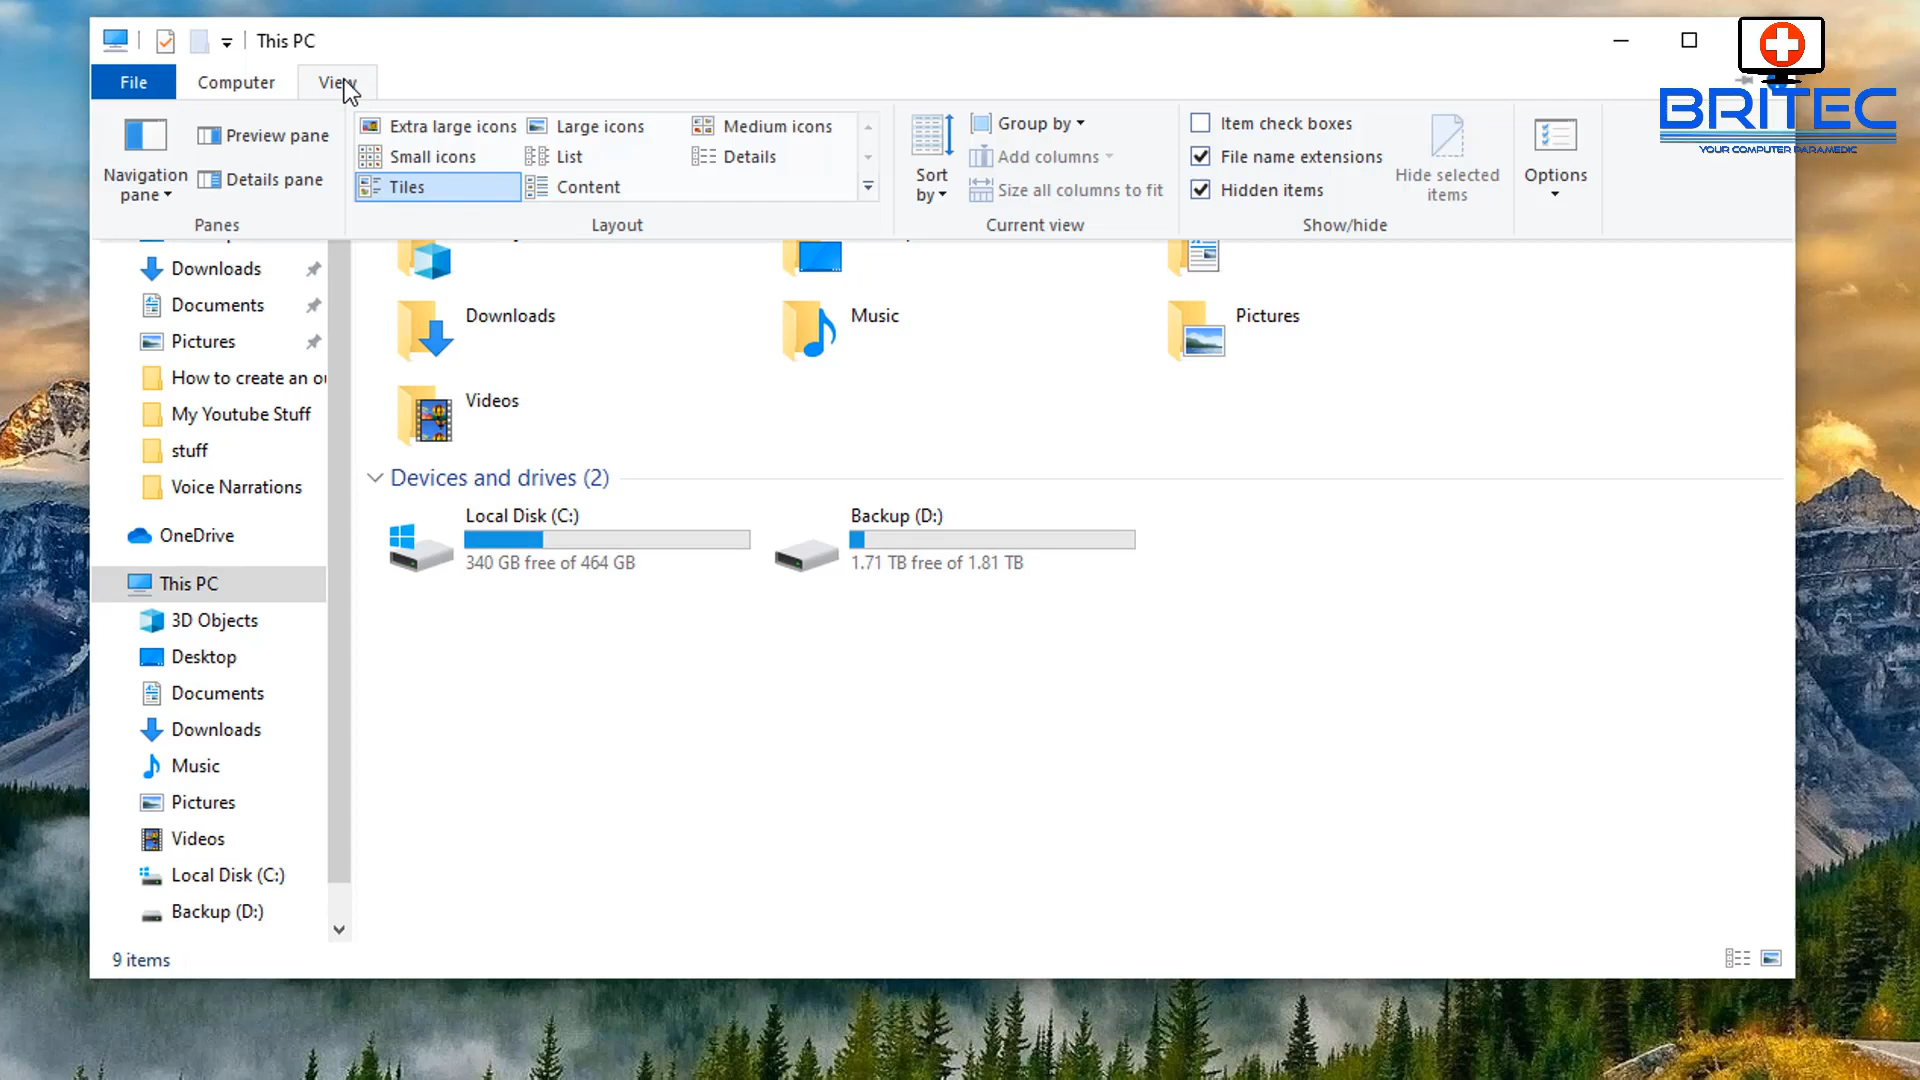 This PC
File
Computer
View
Navigation
pane
Preview pane
Details pane
Panes
Extra large icons
Large icons
Medium icons
Small icons
List
Details
Tiles
Content
Layout
Sort
by
Group by
Add columns
Size all columns to fit
Current view
Item check boxes
File name extensions
Hidden items
Hide selected
items
Show/hide
Options
BRITEC
YOUR COMPUTER PARAMEDIC
Downloads
Documents
Pictures
How to create an ou
My Youtube Stuff
stuff
Voice Narrations
OneDrive
This PC
3D Objects
Desktop
Documents
Downloads
Music
Pictures
Videos
Local Disk (C:)
Backup (D:)
Downloads
Music
Pictures
Videos
Devices and drives (2)
Local Disk (C:)
340 GB free of 464 GB
Backup (D:)
1.71 TB free of 1.81 TB
9 items